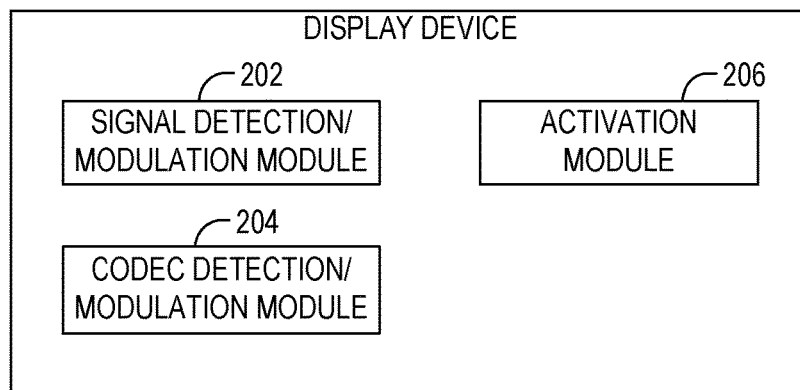 DISPLAY DEVICE
202
SIGNAL DETECTION/
MODULATION MODULE
206
ACTIVATION
MODULE
204
CODEC DETECTION/
MODULATION MODULE